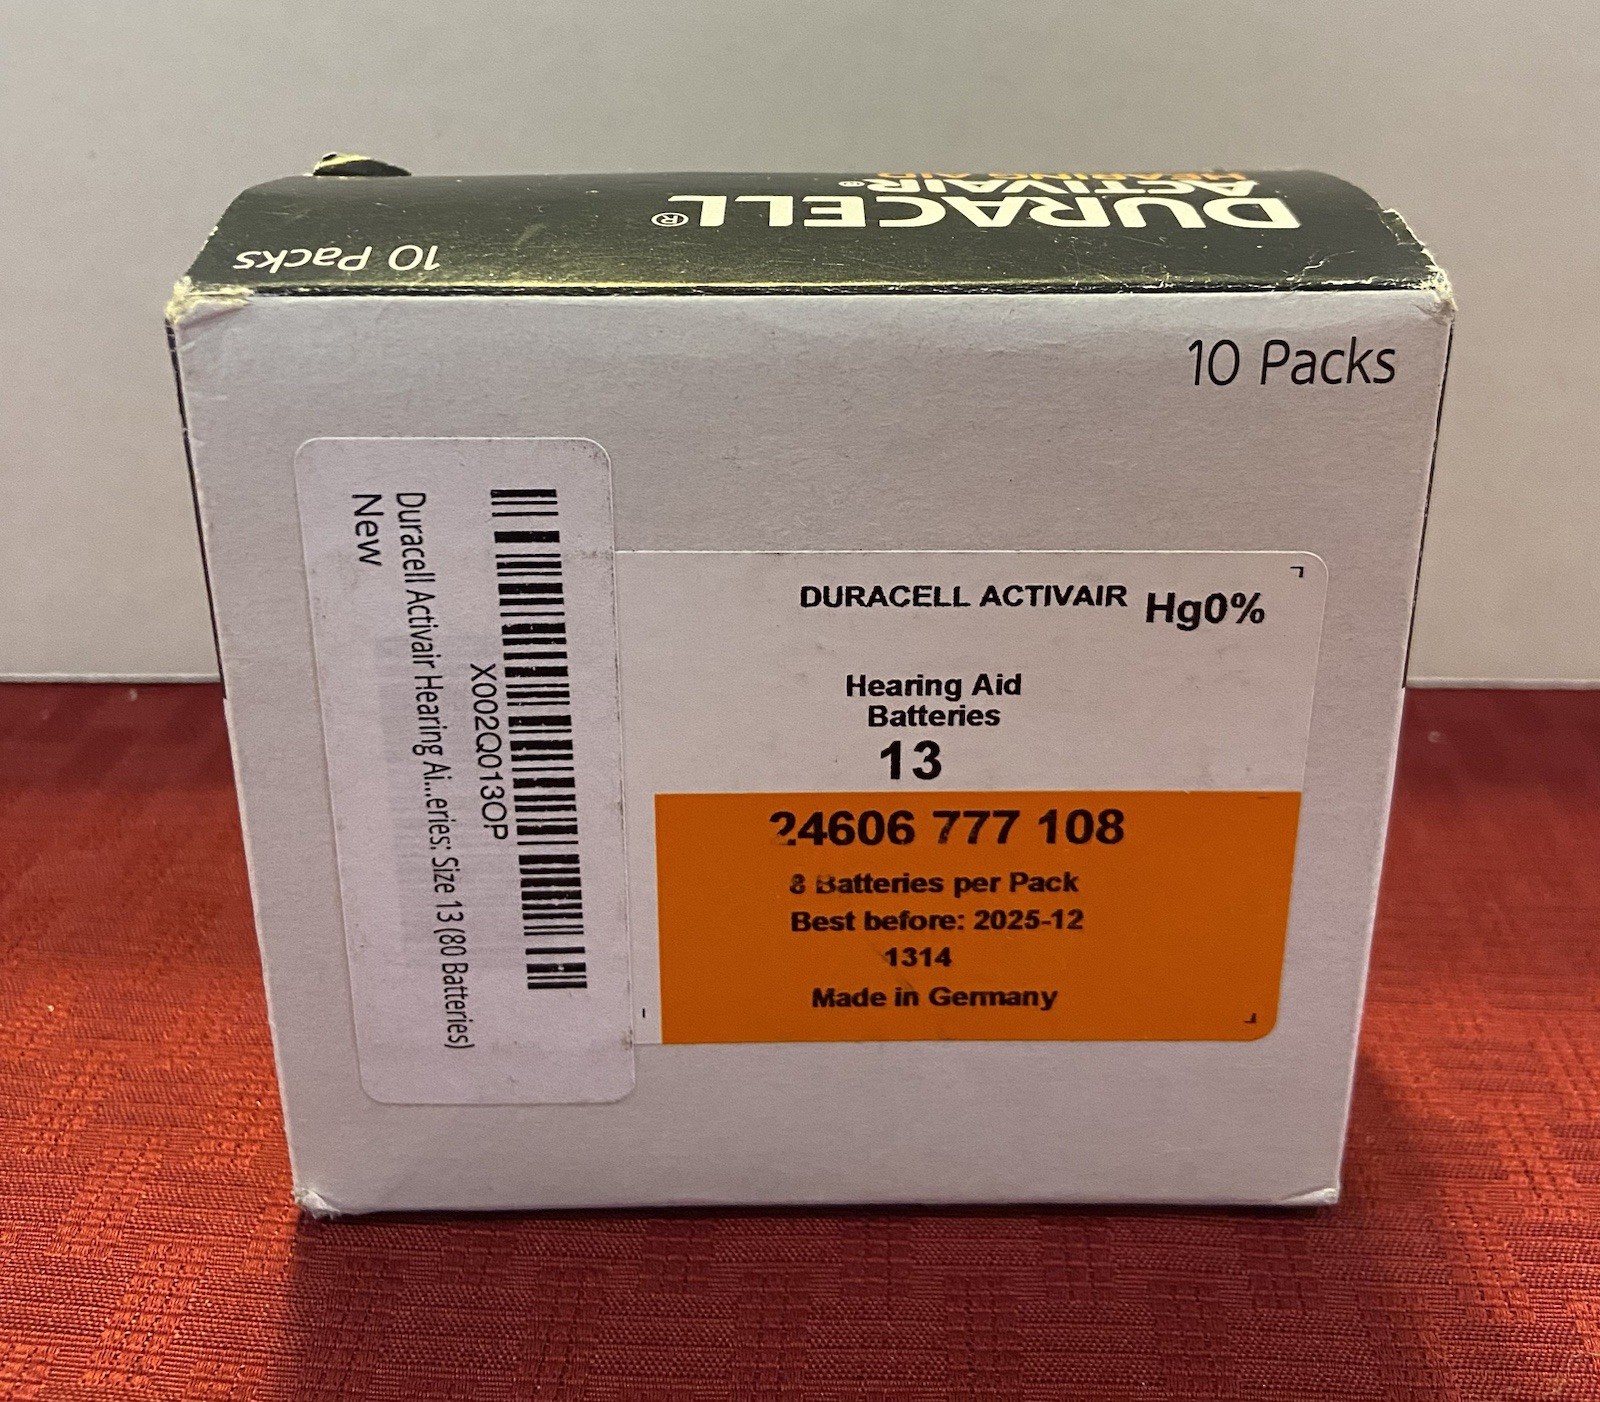 DURACELL®
ACTIVAIR®
HEARING AID
10 Packs
10 Packs
X002Q013OP
Duracell Activair Hearing Ai...eries: Size 13 (80 Batteries)
New
DURACELL ACTIVAIR Hg0%
Hearing Aid
Batteries
13
24606 777 108
8 Batteries per Pack
Best before: 2025-12
1314
Made in Germany